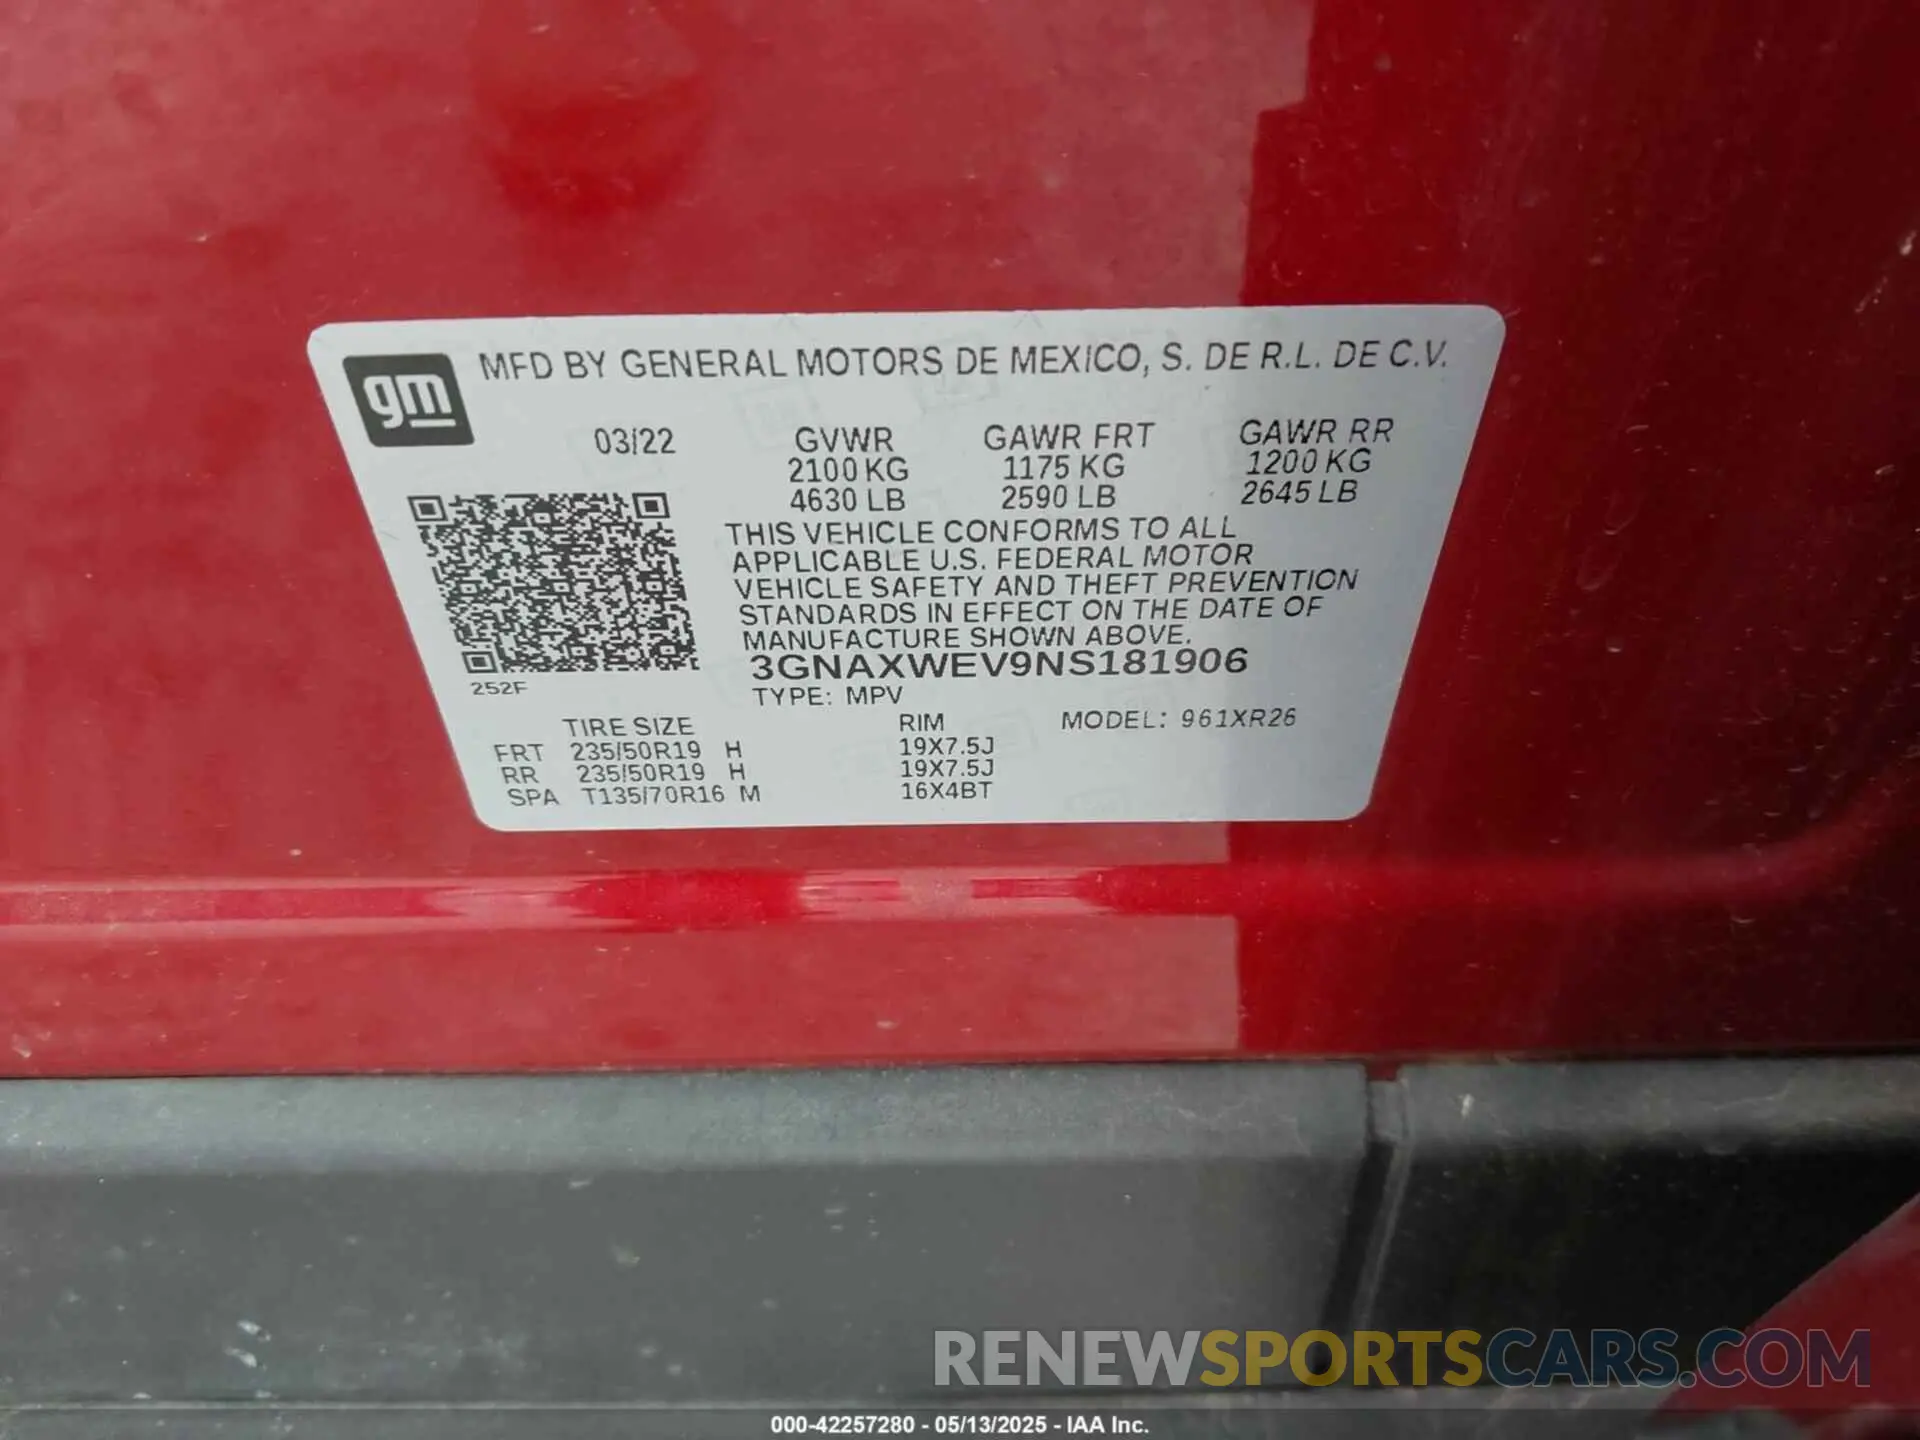 gm
MFD BY GENERAL MOTORS DE MEXICO, S. DE R.L. DE C.V.
03/22 GVWR GAWR FRT GAWR RR
2100 KG 1175 KG 1200 KG
4630 LB 2590 LB 2645 LB
THIS VEHICLE CONFORMS TO ALL
APPLICABLE U.S. FEDERAL MOTOR
VEHICLE SAFETY AND THEFT PREVENTION
STANDARDS IN EFFECT ON THE DATE OF
MANUFACTURE SHOWN ABOVE.
3GNAXWEV9NS181906
252F
TYPE: MPV
TIRE SIZE RIM MODEL: 961XR26
FRT 235/50R19 H 19X7.5J
RR 235/50R19 H 19X7.5J
SPA T135/70R16 M 16X4BT
RENEWSPORTSCARS.COM
000-42257280 - 05/13/2025 - IAA Inc.